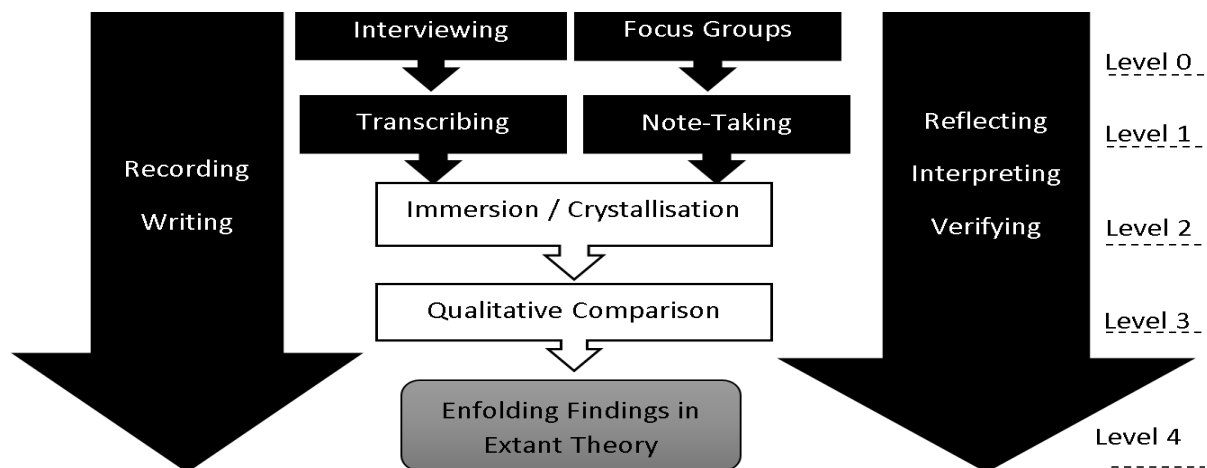 Interviewing
Focus Groups
Level 0
Transcribing
Note-Taking
Reflecting
Level 1
Recording
Writing
Interpreting
Verifying
Immersion / Crystallisation
Level 2
Qualitative Comparison
Level 3
Enfolding Findings in
Extant Theory
Level 4